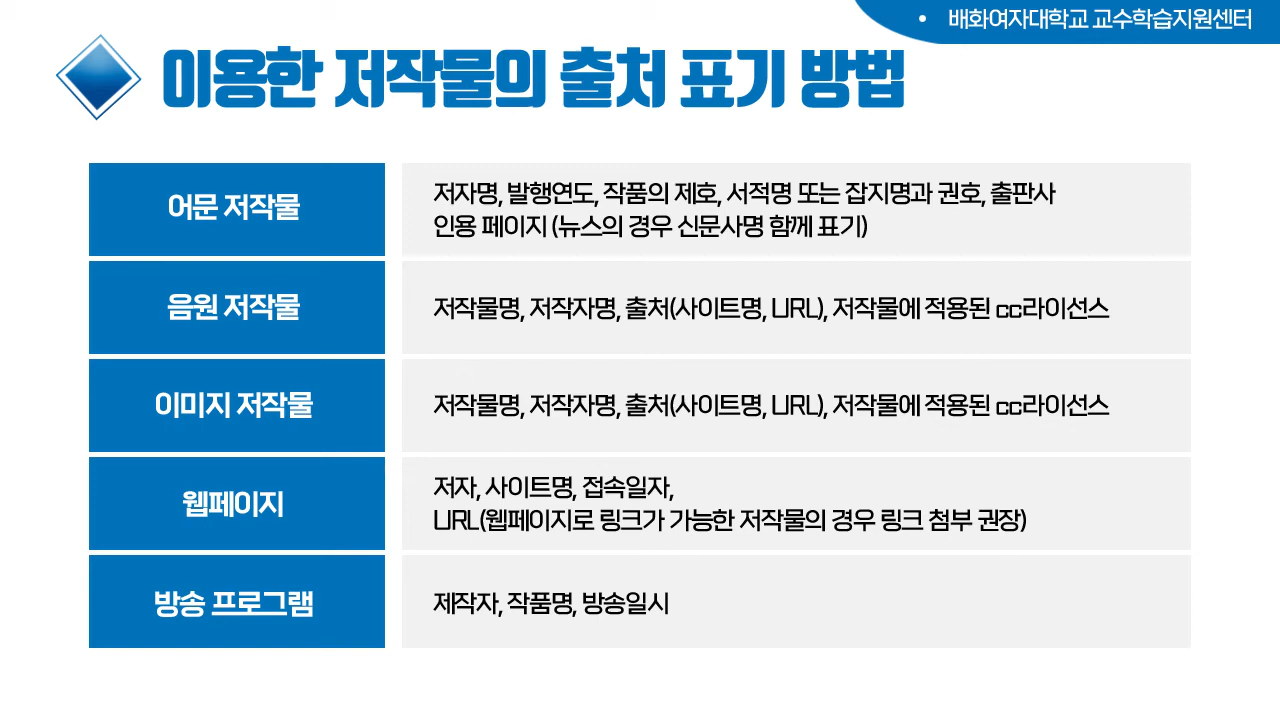 • 배화여자대학교 교수학습지원센터
이용한 저작물의 출처 표기 방법
어문 저작물
저자명, 발행연도, 작품의 제호, 서적명 또는 잡지명과 권호, 출판사
인용 페이지 (뉴스의 경우 신문사명 함께 표기)
음원 저작물
저작물명, 저작자명, 출처(사이트명, URL), 저작물에 적용된 cc라이선스
이미지 저작물
저작물명, 저작자명, 출처(사이트명, URL), 저작물에 적용된 cc라이선스
웹페이지
저자, 사이트명, 접속일자,
URL(웹페이지로 링크가 가능한 저작물의 경우 링크 첨부 권장)
방송 프로그램
제작자, 작품명, 방송일시